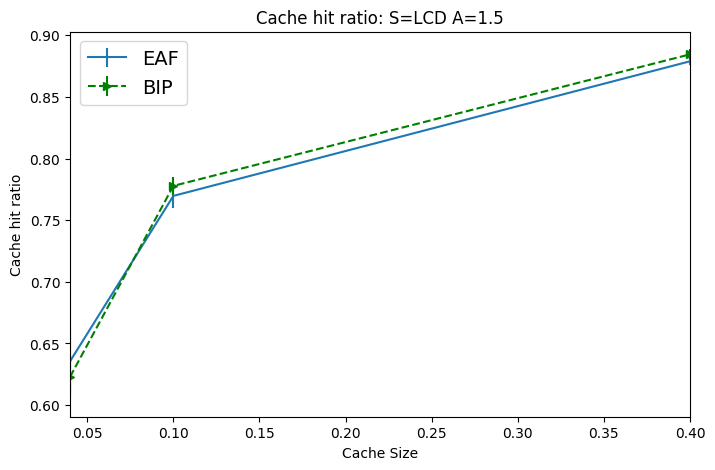 Cache hit ratio: S=LCD A=1.5
EAF
BIP
Cache hit ratio
0.90
0.85
0.80
0.75
0.70
0.65
0.60
0.05 0.10 0.15 0.20 0.25 0.30 0.35 0.40
Cache Size